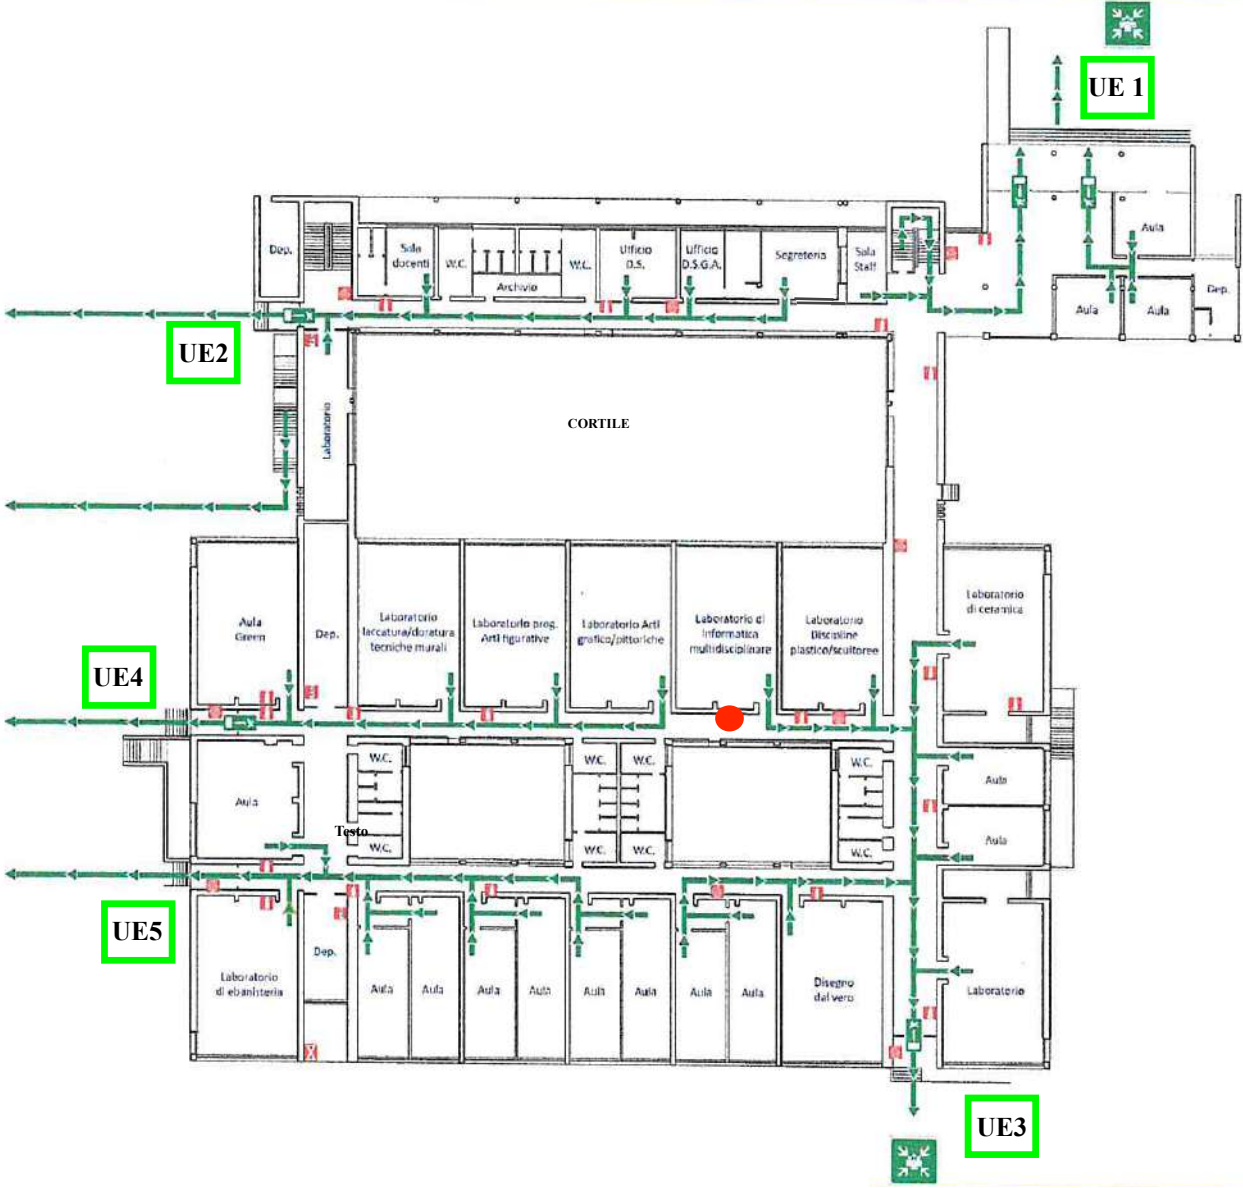 UE 1
Aula
Dep.
Sala
docenti
W.C.
Archivio
W.C.
Ufficio
D.S.
Ufficio
D.S.G.A.
Segreteria
Sala
Staff
Aula
Aula
Dep.
UE2
Laboratorio
CORTILE
Aula
Green
Dep.
Laboratorio
laccatura/doratura
tecniche murali
Laboratorio prog.
Arti figurative
Laboratorio Arti
grafico/pittoriche
Laboratorio di
Informatica
multidisciplinare
Laboratorio
Discipline
plastico/scultoree
Laboratorio
di ceramica
UE4
W.C.
W.C.
W.C.
W.C.
Aula
Aula
Testo
Aula
W.C.
W.C.
W.C.
W.C.
UE5
Laboratorio
di ebanisteria
Dep.
Aula
Aula
Aula
Aula
Aula
Aula
Aula
Aula
Disegno
dal vero
Laboratorio
UE3